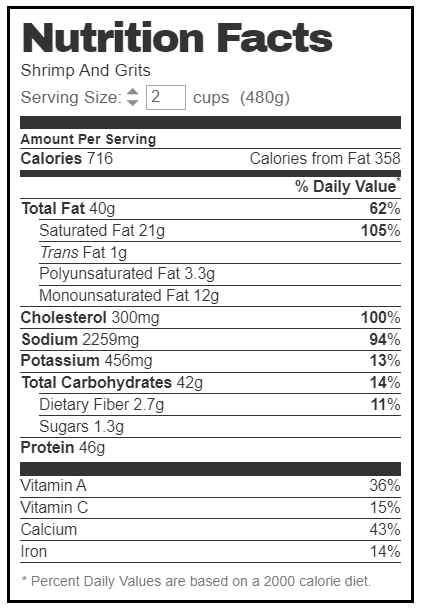 Nutrition Facts
Shrimp And Grits
Serving Size: 2 cups (480g)
Amount Per Serving
Calories 716 Calories from Fat 358
% Daily Value*
Total Fat 40g 62%
Saturated Fat 21g 105%
Trans Fat 1g
Polyunsaturated Fat 3.3g
Monounsaturated Fat 12g
Cholesterol 300mg 100%
Sodium 2259mg 94%
Potassium 456mg 13%
Total Carbohydrates 42g 14%
Dietary Fiber 2.7g 11%
Sugars 1.3g
Protein 46g
Vitamin A 36%
Vitamin C 15%
Calcium 43%
Iron 14%
* Percent Daily Values are based on a 2000 calorie diet.